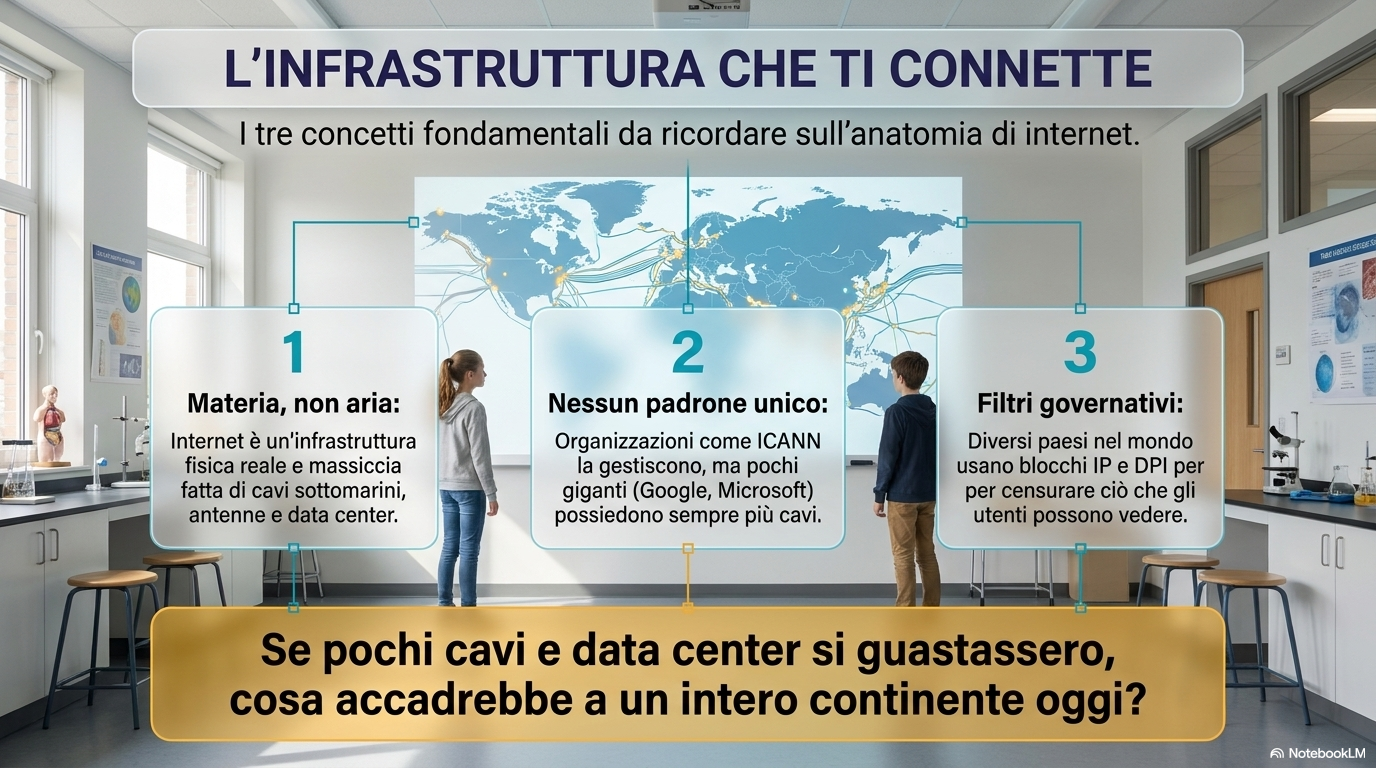 L'INFRASTRUTTURA CHE TI CONNETTE
I tre concetti fondamentali da ricordare sull'anatomia di internet.
1
Materia, non aria:
Internet è un'infrastruttura
fisica reale e massiccia
fatta di cavi sottomarini,
antenne e data center.
2
Nessun padrone unico:
Organizzazioni come ICANN
la gestiscono, ma pochi
giganti (Google, Microsoft)
possiedono sempre più cavi.
3
Filtri governativi:
Diversi paesi nel mondo
usano blocchi IP e DPI per
per censurare ciò che gli
utenti possono vedere.
Se pochi cavi e data center si guastassero,
cosa accadrebbe a un intero continente oggi?
NotebookLM